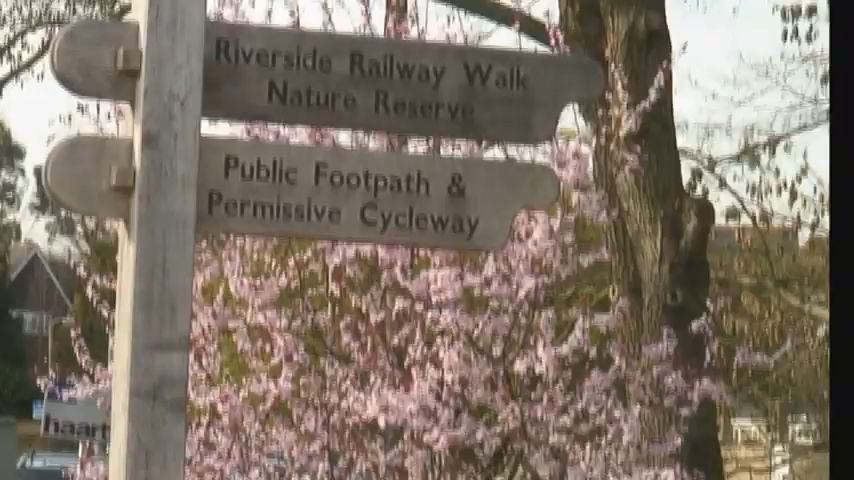 Riverside Railway Walk
Nature Reserve
Public Footpath &
Permissive Cycleway
haart